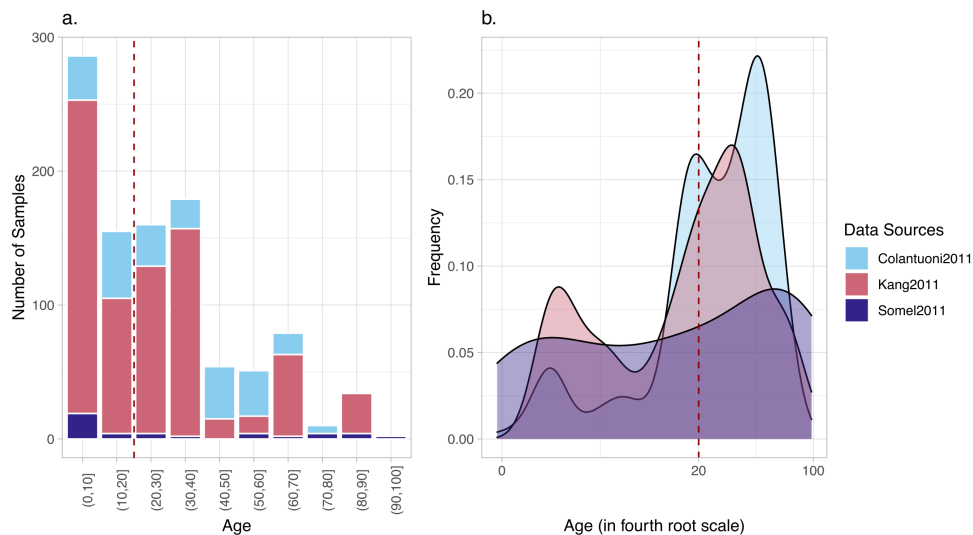 a.
Number of Samples
300
200
100
0
(0,10]
(10,20]
(20,30]
(30,40]
(40,50]
(50,60]
(60,70]
(70,80]
(80,90]
(90,100]
Age
b.
Frequency
0.20
0.15
0.10
0.05
0.00
0
20
100
Age (in fourth root scale)
Data Sources
Colantuoni2011
Kang2011
Somel2011